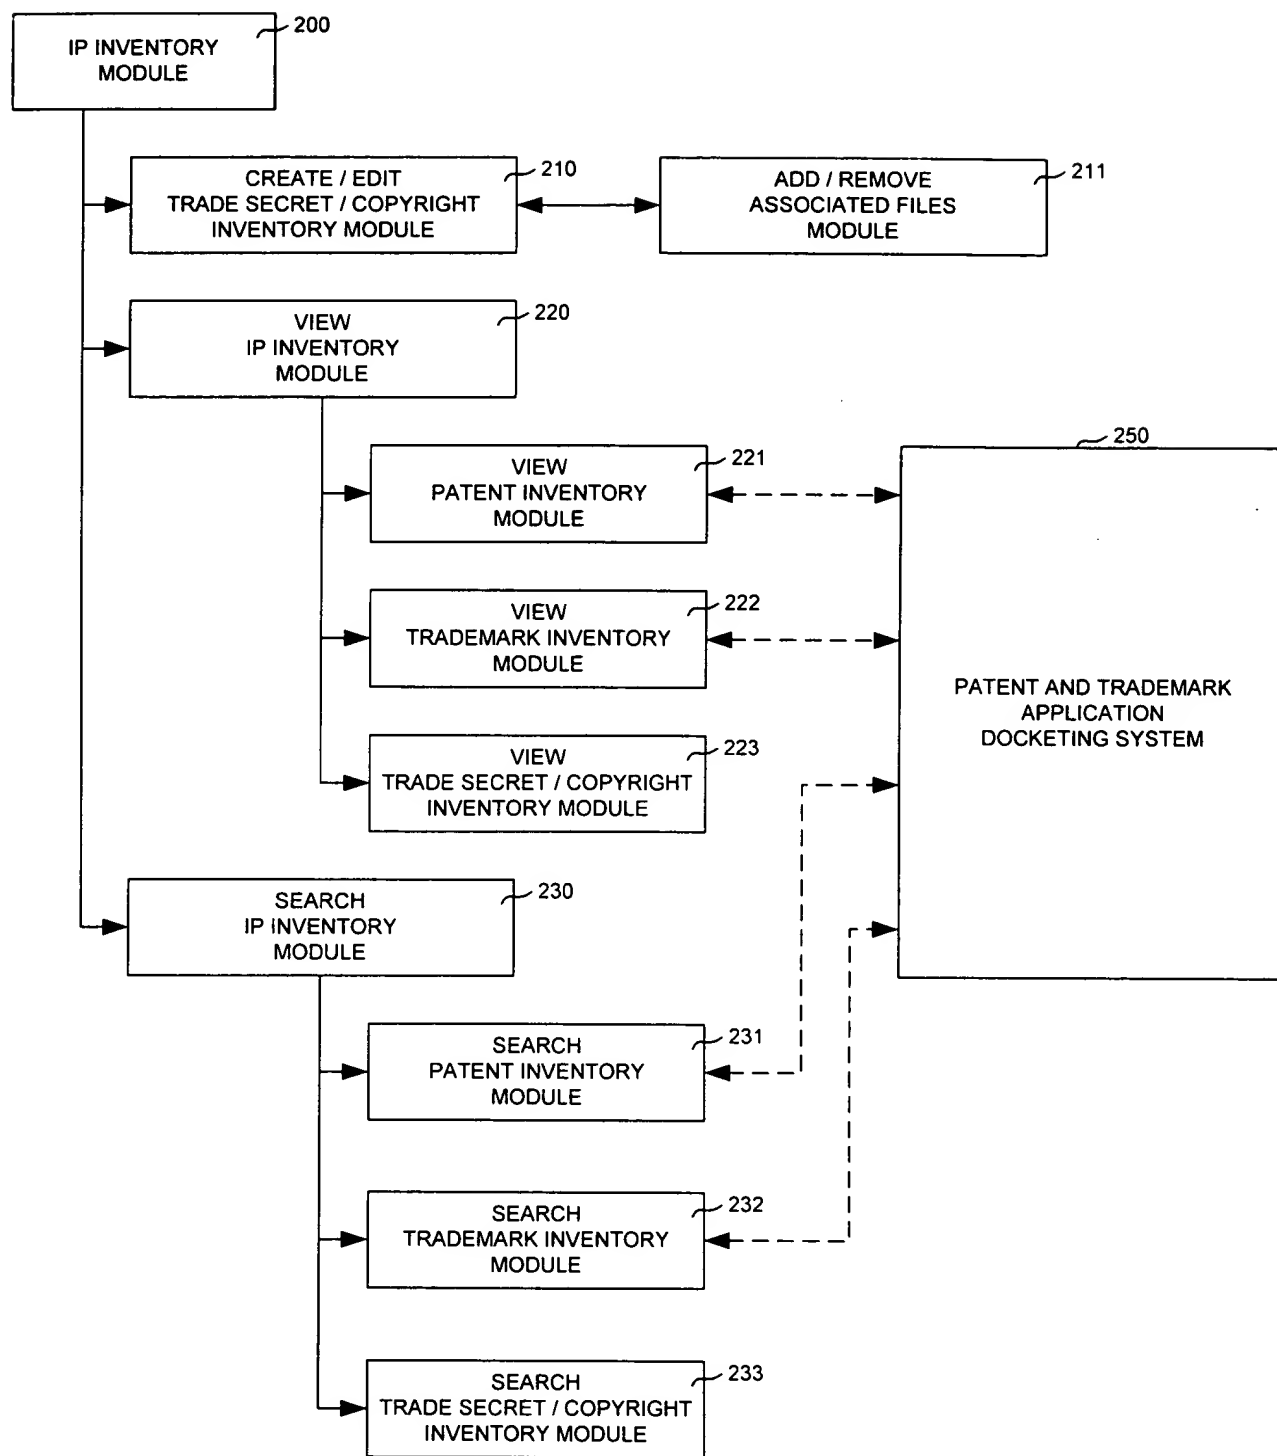 200
IP INVENTORY
MODULE
210
CREATE / EDIT
TRADE SECRET / COPYRIGHT
INVENTORY MODULE
211
ADD / REMOVE
ASSOCIATED FILES
MODULE
220
VIEW
IP INVENTORY
MODULE
250
PATENT AND TRADEMARK
APPLICATION
DOCKETING SYSTEM
221
VIEW
PATENT INVENTORY
MODULE
222
VIEW
TRADEMARK INVENTORY
MODULE
223
VIEW
TRADE SECRET / COPYRIGHT
INVENTORY MODULE
230
SEARCH
IP INVENTORY
MODULE
231
SEARCH
PATENT INVENTORY
MODULE
232
SEARCH
TRADEMARK INVENTORY
MODULE
233
SEARCH
TRADE SECRET / COPYRIGHT
INVENTORY MODULE